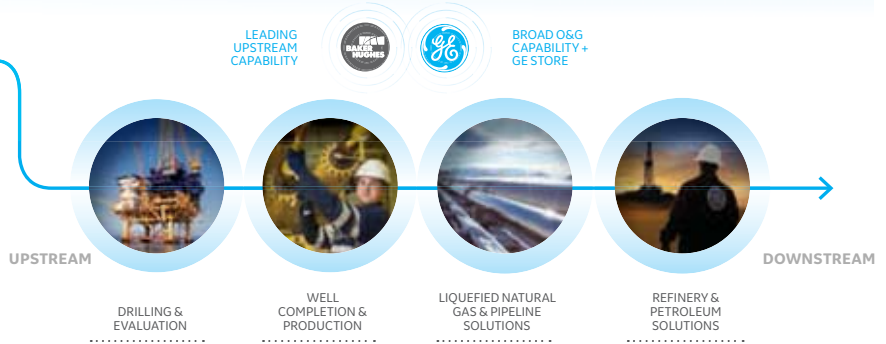 LEADING
UPSTREAM
CAPABILITY
BAKER
HUGHES
GE
BROAD O&G
CAPABILITY +
GE STORE
UPSTREAM
DOWNSTREAM
DRILLING &
EVALUATION
WELL
COMPLETION &
PRODUCTION
LIQUEFIED NATURAL
GAS & PIPELINE
SOLUTIONS
REFINERY &
PETROLEUM
SOLUTIONS